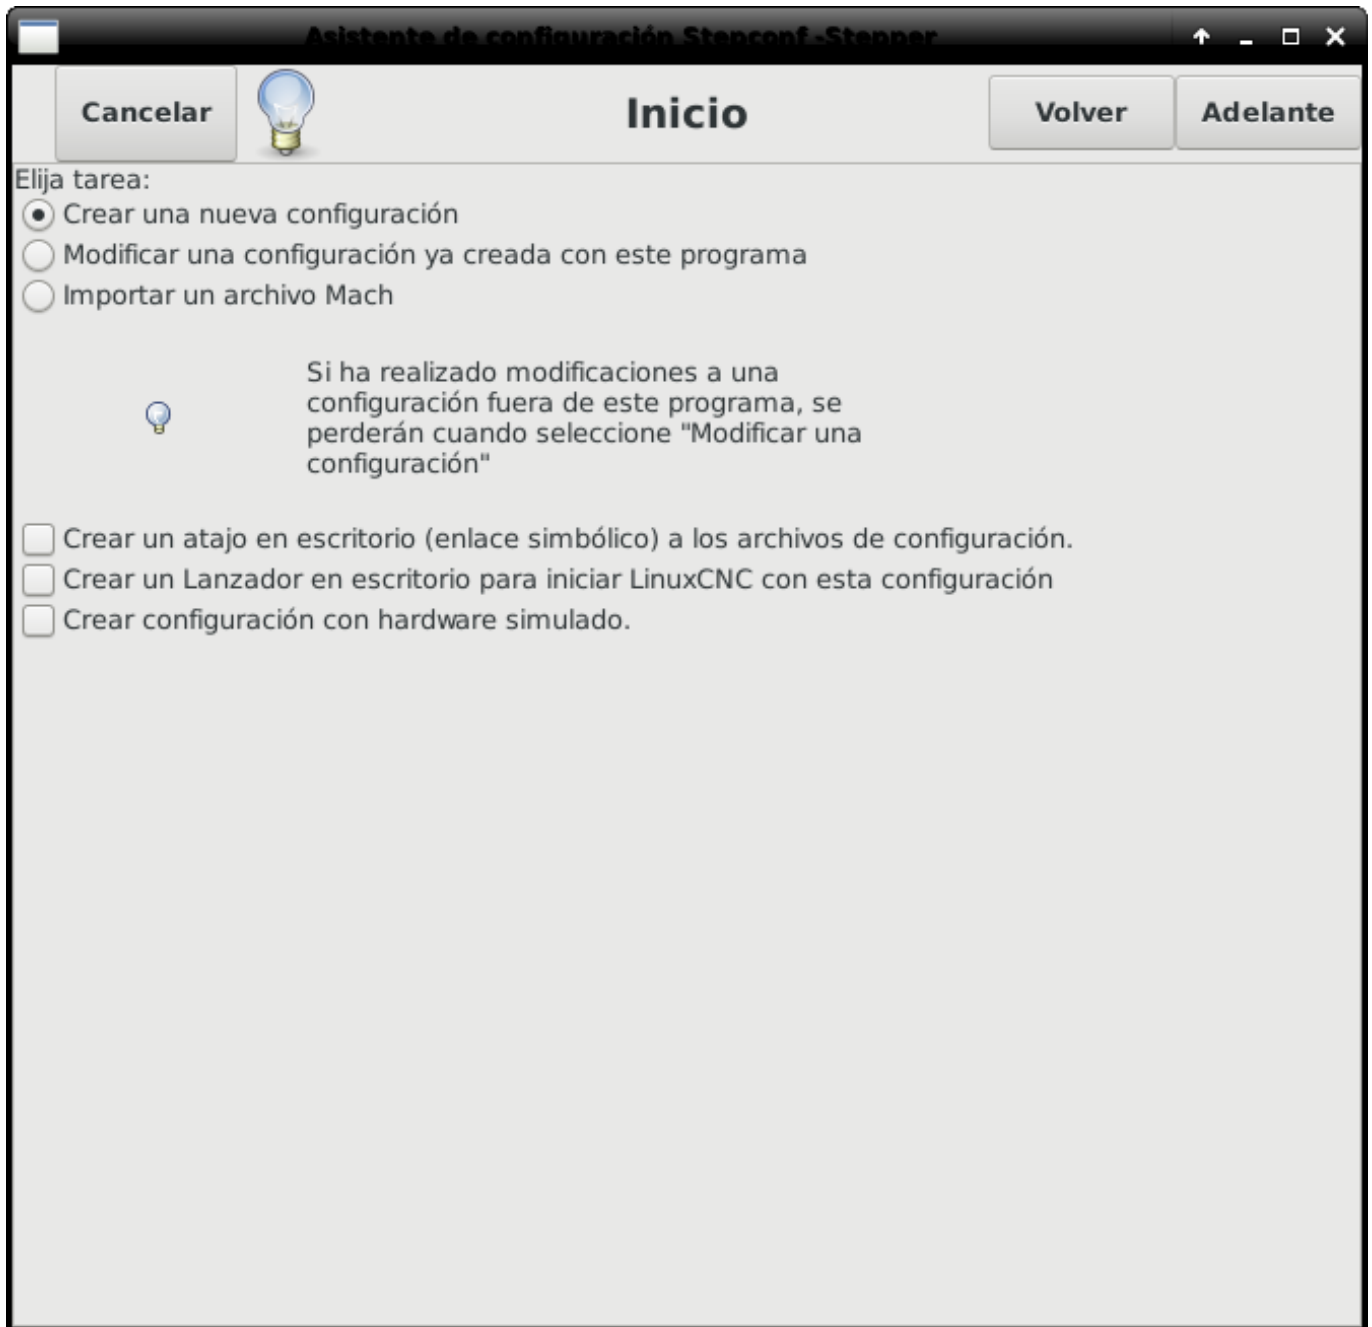 Asistente de configuración Stepconf -Stepper
Cancelar
Inicio
Volver
Adelante
Elija tarea:
Crear una nueva configuración
Modificar una configuración ya creada con este programa
Importar un archivo Mach
Si ha realizado modificaciones a una
configuración fuera de este programa, se
perderán cuando seleccione "Modificar una
configuración"
Crear un atajo en escritorio (enlace simbólico) a los archivos de configuración.
Crear un Lanzador en escritorio para iniciar LinuxCNC con esta configuración
Crear configuración con hardware simulado.